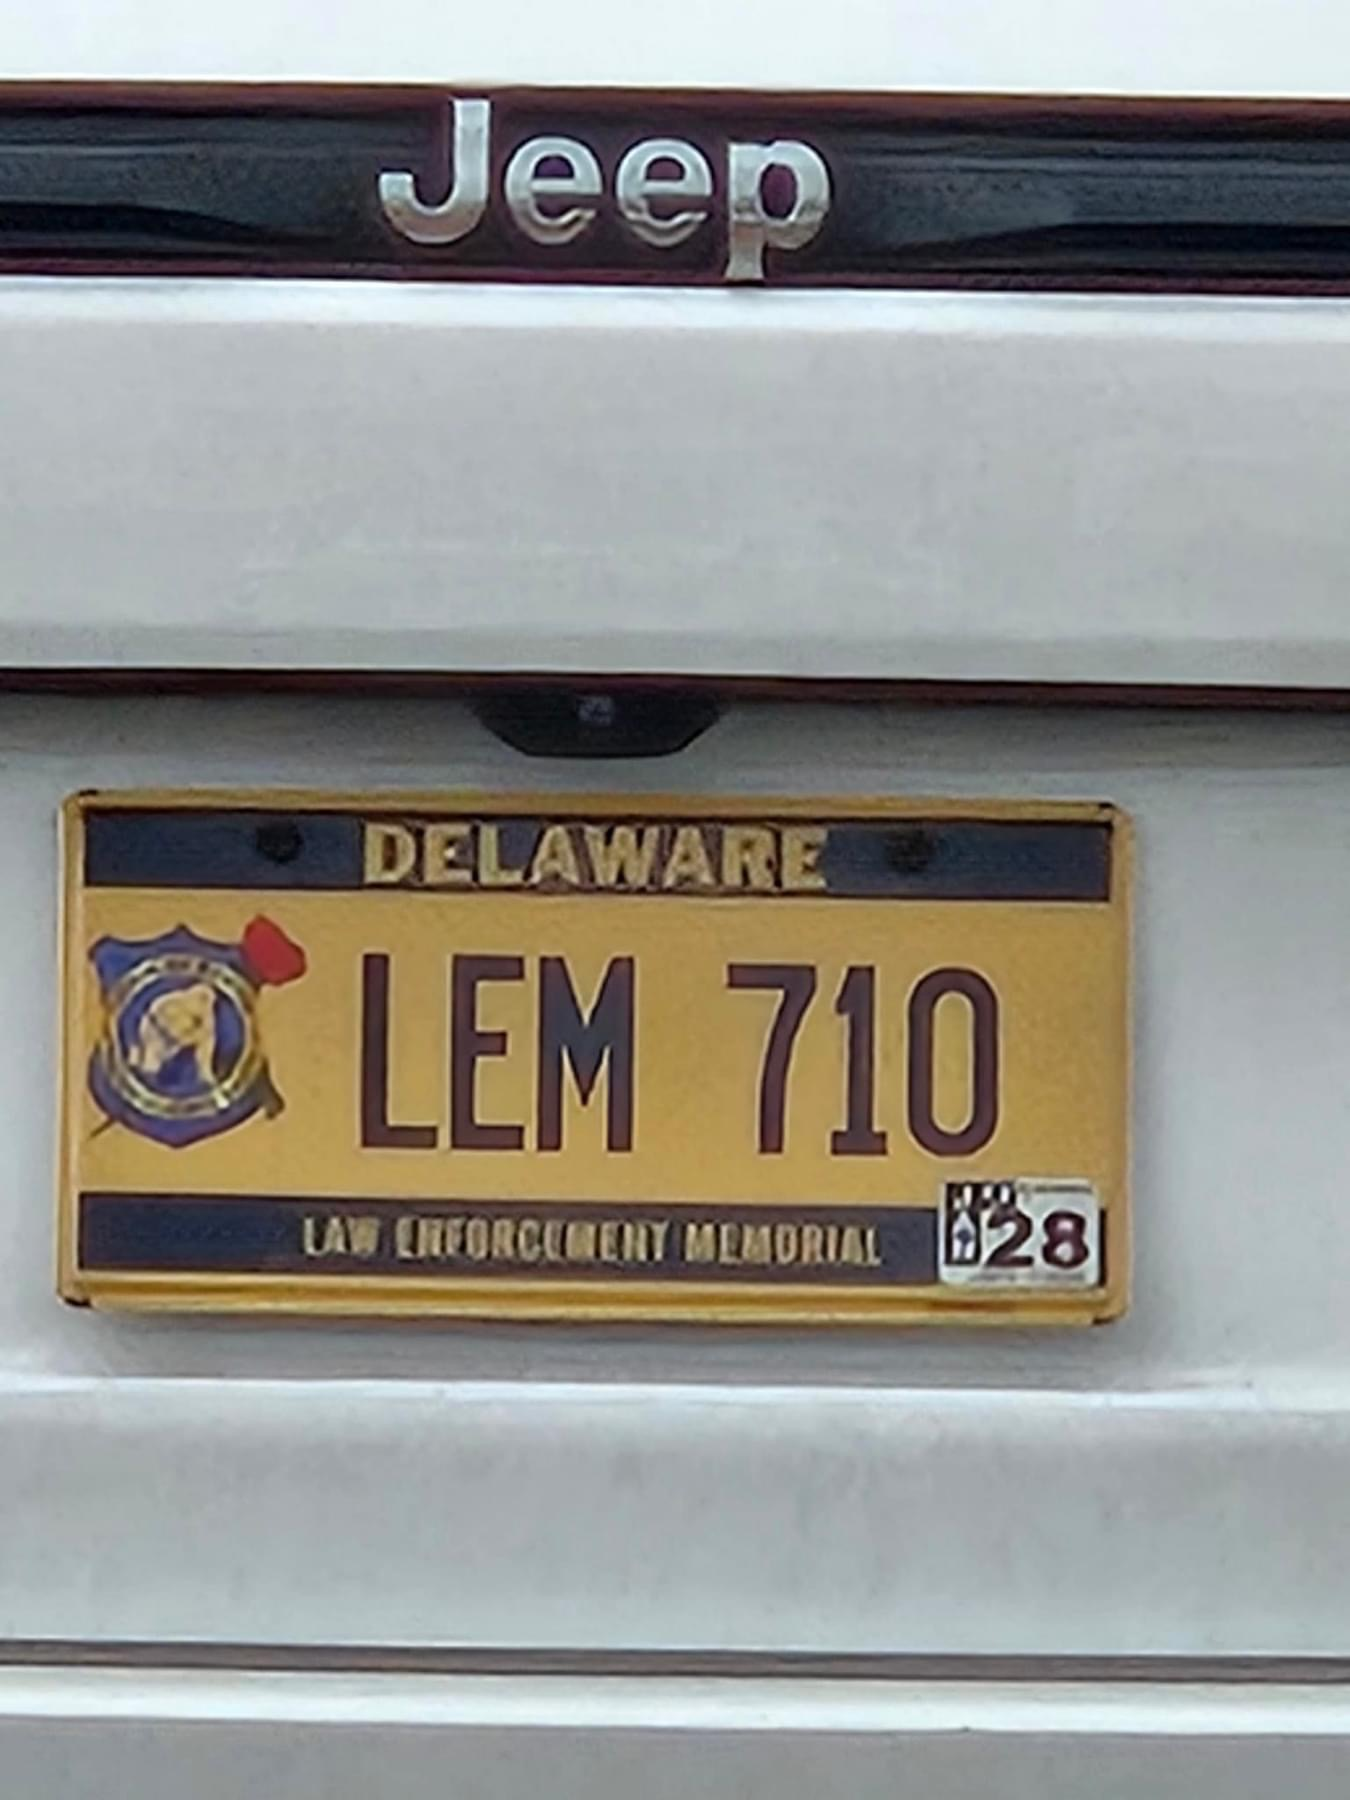 Jeep
DELAWARE
LEM 710
LAW ENFORCEMENT MEMORIAL
28